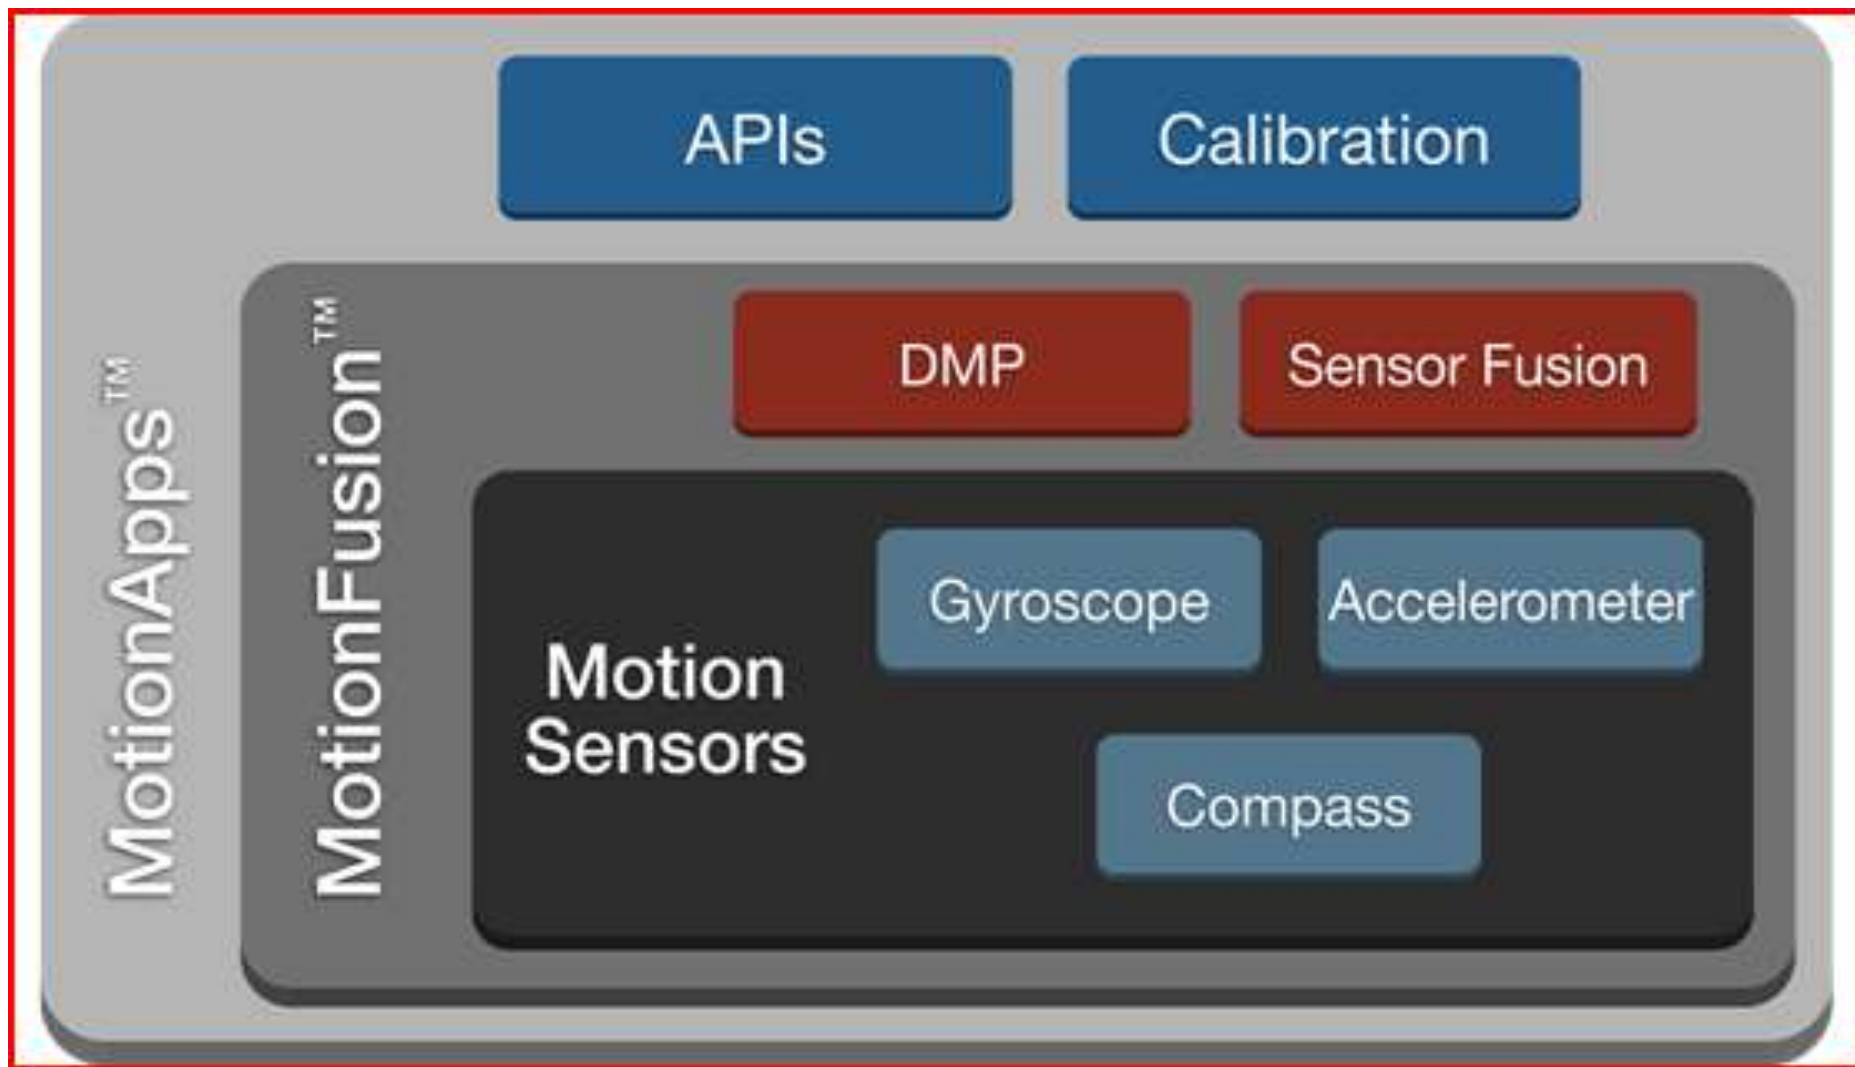 APIs
Calibration
MotionApps™
MotionFusion™
DMP
Sensor Fusion
Motion
Sensors
Gyroscope
Accelerometer
Compass